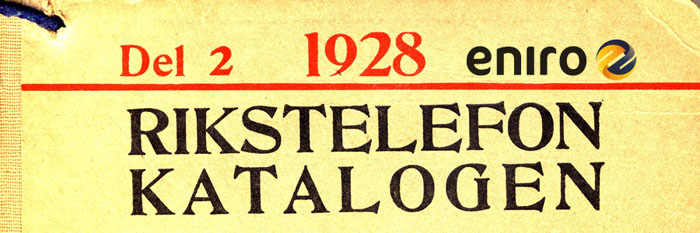 Del 2 1928 eniro
RIKSTELEFON
KATALOGEN